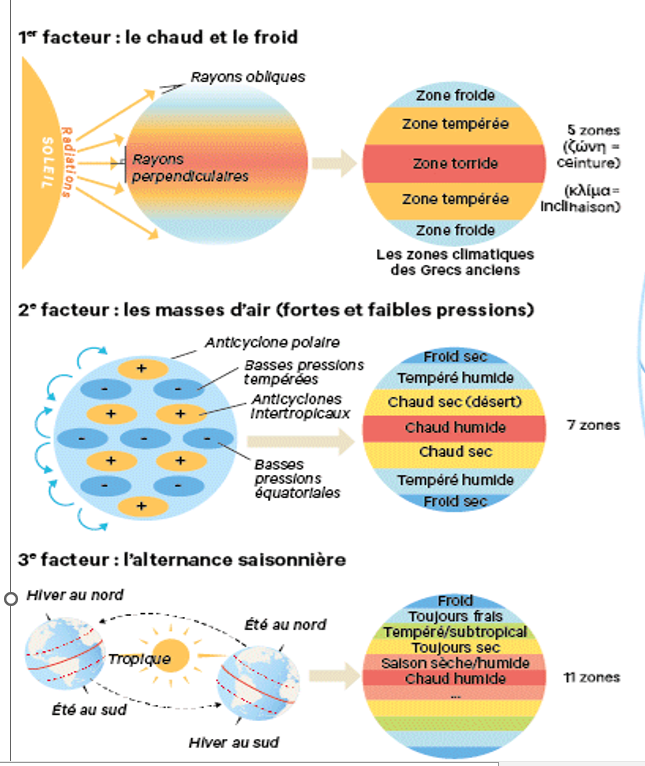 1er facteur : le chaud et le froid
Rayons obliques
SOLEIL
Radiations
Rayons
perpendiculaires
Zone froide
Zone tempérée
Zone torride
Zone tempérée
Zone froide
5 zones
(ζώνη =
ceinture)
(κλίμα=
Inclinaison)
Les zones climatiques
des Grecs anciens
2e facteur : les masses d'air (fortes et faibles pressions)
Anticyclone polaire
Basses pressions
tempérées
Anticyclones
Intertropicaux
Basses
pressions
équatoriales
+
- -
+ +
- - -
+ +
- -
+
Froid sec
Tempéré humide
Chaud sec (désert)
Chaud humide
Chaud sec
Tempéré humide
Froid sec
7 zones
3e facteur : l'alternance saisonnière
Hiver au nord
Été au nord
Tropique
Été au sud
Hiver au sud
Froid
Toujours frais
Tempéré/subtropical
Toujours sec
Saison sèche/humide
Chaud humide
...
11 zones